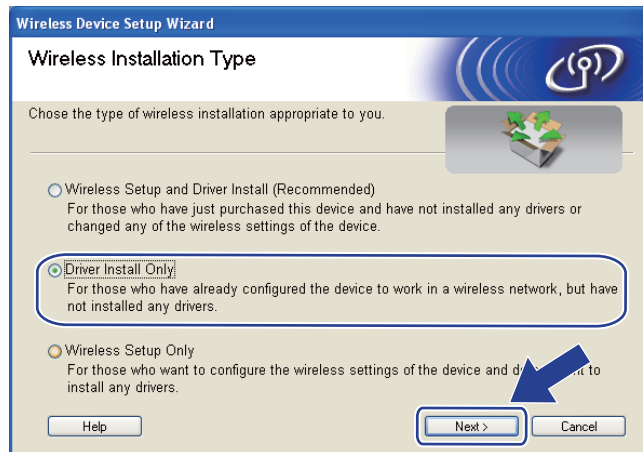 Wireless Device Setup Wizard
Wireless Installation Type
Chose the type of wireless installation appropriate to you.
Wireless Setup and Driver Install (Recommended)
For those who have just purchased this device and have not installed any drivers or
changed any of the wireless settings of the device.
Driver Install Only
For those who have already configured the device to work in a wireless network, but have
not installed any drivers.
Wireless Setup Only
For those who want to configure the wireless settings of the device and to
install any drivers.
Help
Next >
Cancel